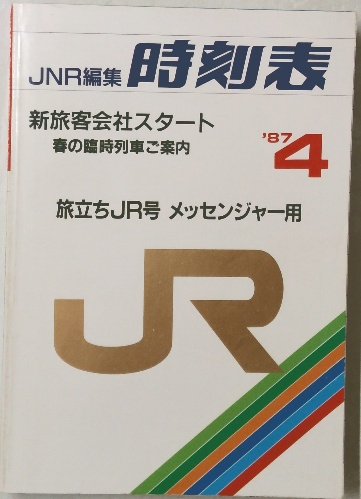 JNR編集 時刻表
新旅客会社スタート
春の臨時列車ご案内
'87
4
旅立ちJR号 メッセンジャー用
JR